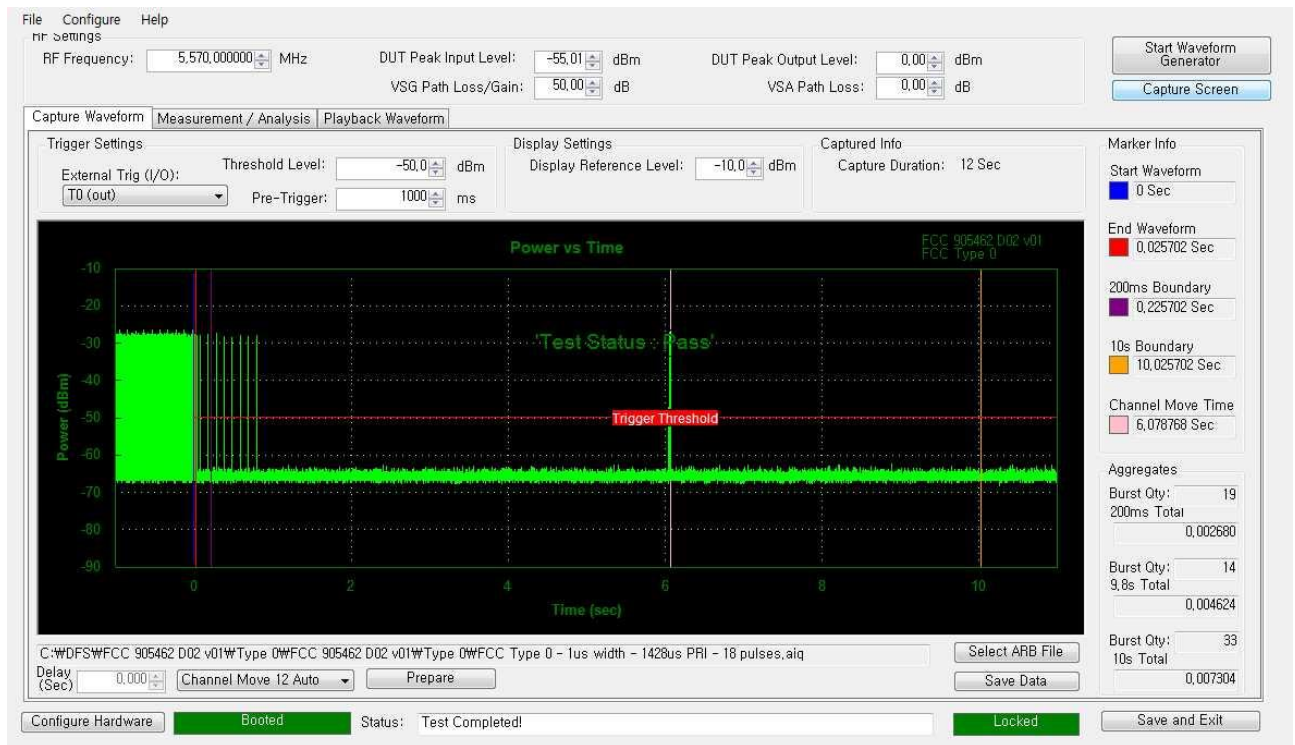 File Configure Help
RF Settings
RF Frequency: 5,570,000000 MHz DUT Peak Input Level: -55,01 dBm DUT Peak Output Level: 0,00 dBm
VSG Path Loss/Gain: 50,00 dB VSA Path Loss: 0,00 dB
Start Waveform
Generator
Capture Screen
Capture Waveform Measurement / Analysis Playback Waveform
Trigger Settings
External Trig (I/O):
T0 (out)
Threshold Level: -50,0 dBm
Pre-Trigger: 1000 ms
Display Settings
Display Reference Level: -10,0 dBm
Captured Info
Capture Duration: 12 Sec
Power vs Time
FCC 905462 D02 v01
FCC Type 0
'Test Status : Pass'
Trigger Threshold
Power (dBm)
-10
-20
-30
-40
-50
-60
-70
-80
-90
0 2 4 6 8 10
Time (sec)
Marker Info
Start Waveform
0 Sec
End Waveform
0,025702 Sec
200ms Boundary
0,225702 Sec
10s Boundary
10,025702 Sec
Channel Move Time
6,078768 Sec
Aggregates
Burst Qty: 19
200ms Total
0,002680
Burst Qty: 14
9,8s Total
0,004624
Burst Qty: 33
10s Total
0,007304
C:₩DFS₩FCC 905462 D02 v01₩Type 0₩FCC 905462 D02 v01₩Type 0₩FCC Type 0 - 1us width - 1428us PRI - 18 pulses,aiq
Select ARB File
Delay
(Sec) 0,000 Channel Move 12 Auto Prepare
Save Data
Configure Hardware Booted Status: Test Completed! Locked Save and Exit